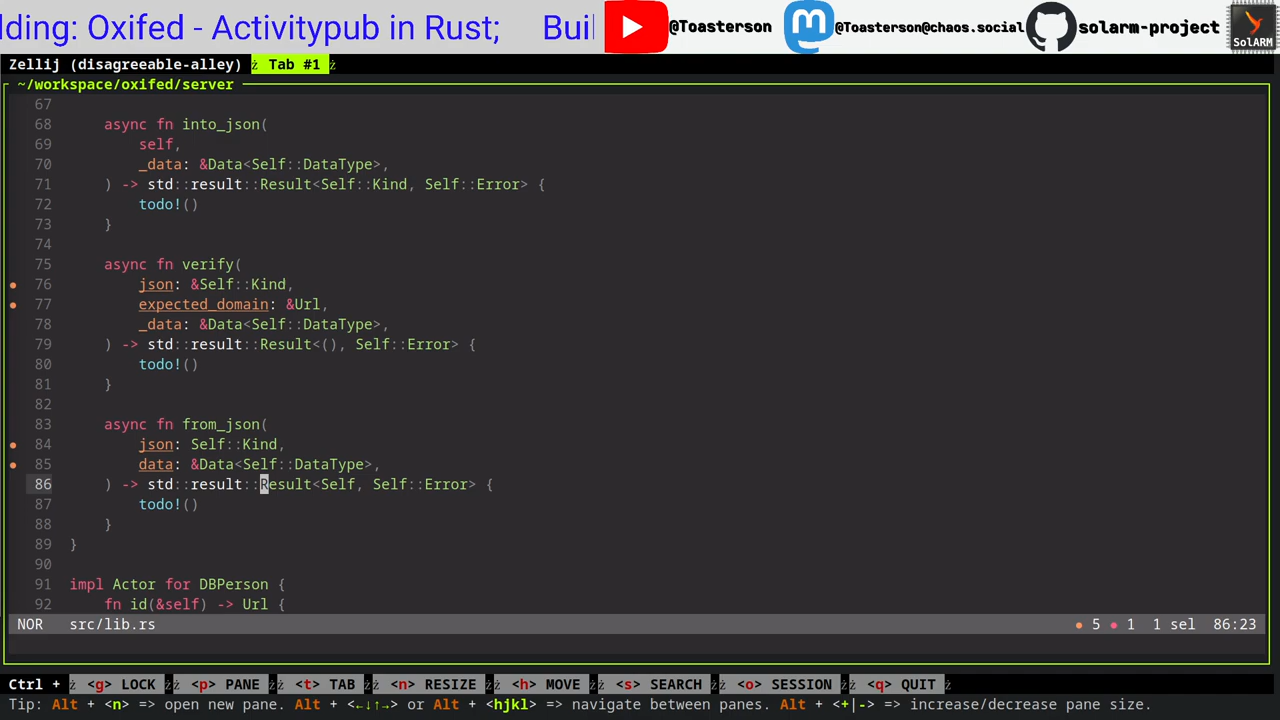 lding: Oxifed - Activitypub in Rust;    Buil
@Toasterson
@Toasterson@chaos.social
solarm-project
SolARM
Zellij (disagreeable-alley)  Tab #1
~/workspace/oxifed/server
67
68      async fn into_json(
69          self,
70          _data: &Data<Self::DataType>,
71      ) -> std::result::Result<Self::Kind, Self::Error> {
72          todo!()
73      }
74
75      async fn verify(
76          json: &Self::Kind,
77          expected_domain: &Url,
78          _data: &Data<Self::DataType>,
79      ) -> std::result::Result<(), Self::Error> {
80          todo!()
81      }
82
83      async fn from_json(
84          json: Self::Kind,
85          data: &Data<Self::DataType>,
86      ) -> std::result::Result<Self, Self::Error> {
87          todo!()
88      }
89  }
90
91  impl Actor for DBPerson {
92      fn id(&self) -> Url {
NOR   src/lib.rs   ● 5 ● 1  1 sel  86:23
Ctrl +  <g> LOCK  <p> PANE  <t> TAB  <n> RESIZE  <h> MOVE  <s> SEARCH  <o> SESSION  <q> QUIT
Tip: Alt + <n> => open new pane. Alt + <←↓↑→> or Alt + <hjkl> => navigate between panes. Alt + <+|-> => increase/decrease pane size.